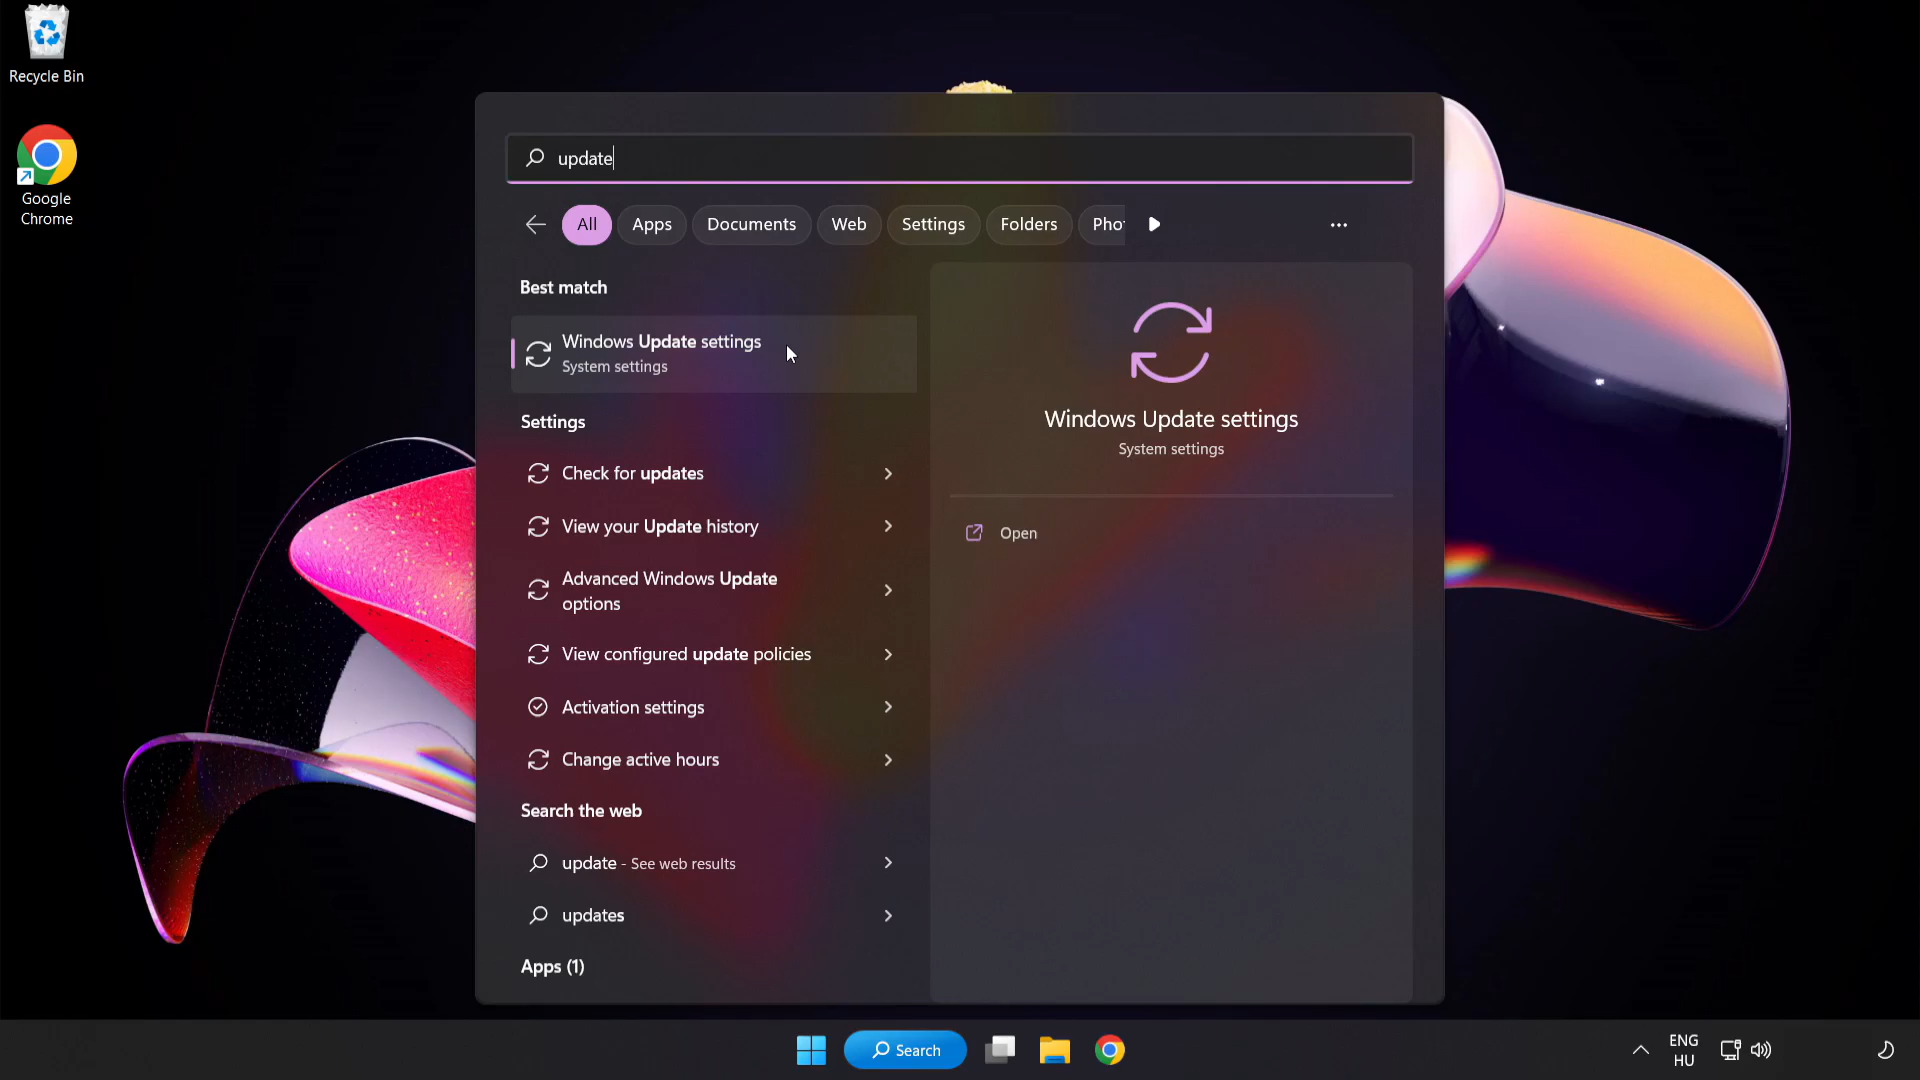 Recycle Bin
Google
Chrome
update
All
Apps
Documents
Web
Settings
Folders
Pho
Best match
Windows Update settings
System settings
Settings
Check for updates
View your Update history
Advanced Windows Update
options
View configured update policies
Activation settings
Change active hours
Search the web
update - See web results
updates
Apps (1)
Windows Update settings
System settings
Open
Search
ENG
HU